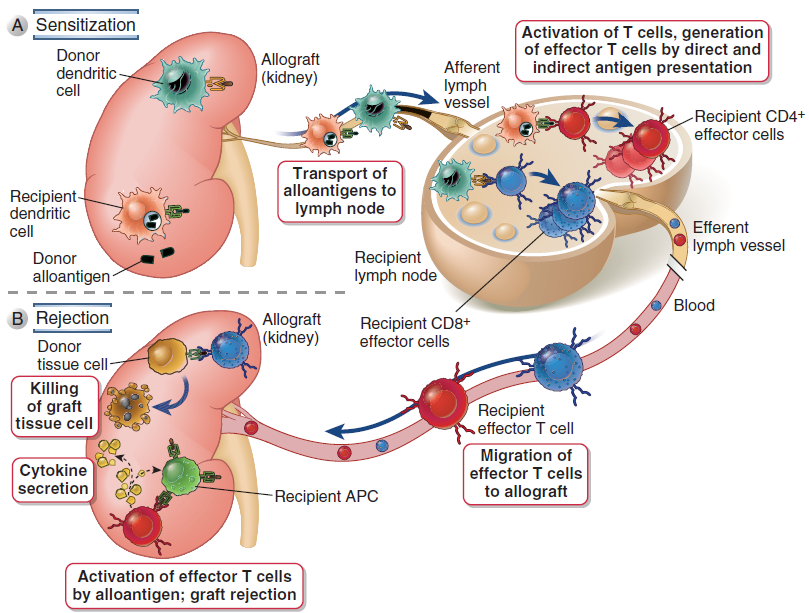 A Sensitization
Donor
dendritic
cell
Allograft
(kidney)
Recipient
dendritic
cell
Donor
alloantigen
Transport of
alloantigens to
lymph node
Afferent
lymph
vessel
Activation of T cells, generation
of effector T cells by direct and
indirect antigen presentation
Recipient CD4+
effector cells
Recipient
lymph node
Recipient CD8+
effector cells
Efferent
lymph vessel
Blood
B Rejection
Donor
tissue cell
Allograft
(kidney)
Killing
of graft
tissue cell
Cytokine
secretion
Recipient APC
Recipient
effector T cell
Migration of
effector T cells
to allograft
Activation of effector T cells
by alloantigen; graft rejection